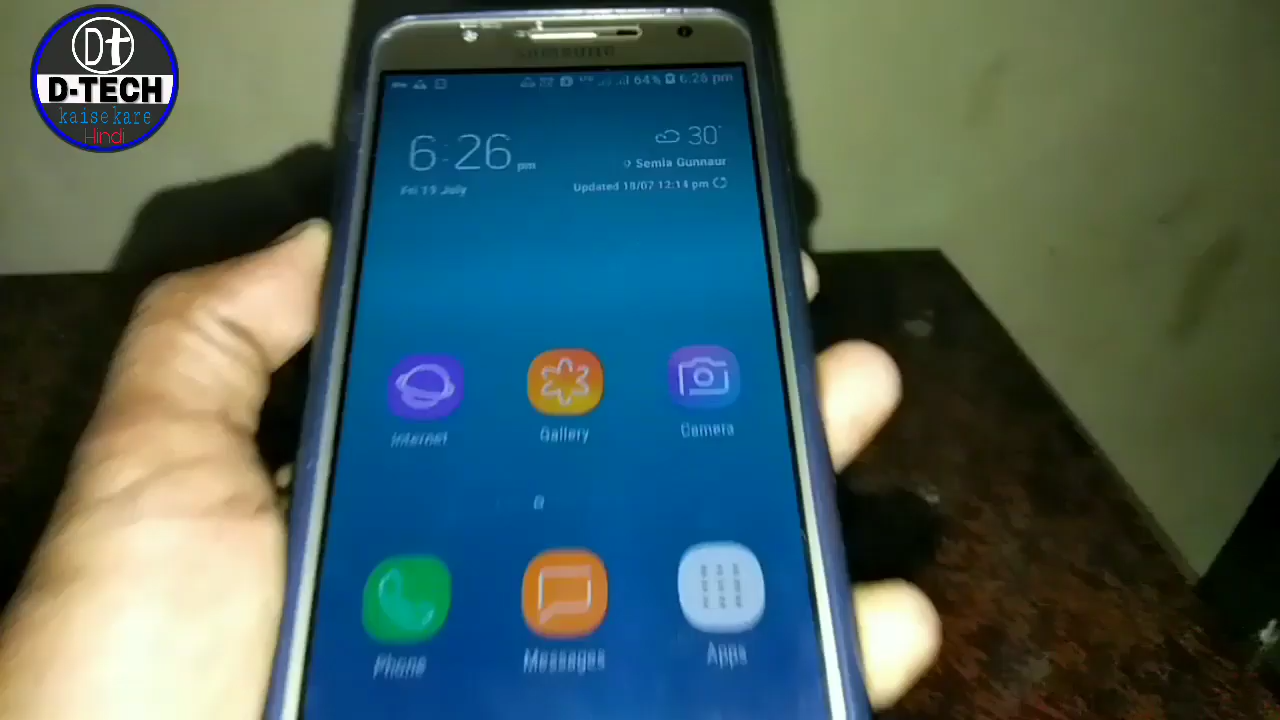 Dt
D-TECH
kaise kare
Hindi
SAMSUNG
64% 6:26 pm
6:26 pm
Fri 19 July
30°
Semla Gunnaur
Updated 18/07 12:14 pm
Internet
Gallery
Camera
Phone
Messages
Apps